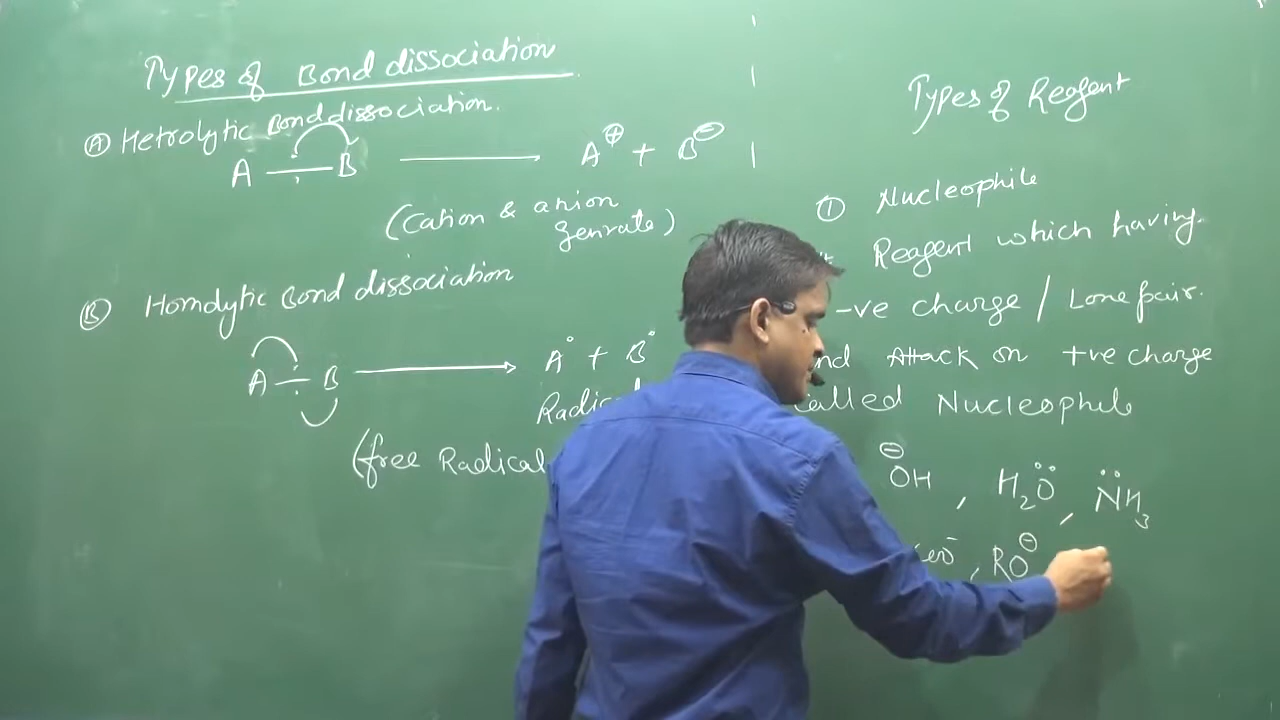 Types of Bond dissociation
Ⓐ Hetrolytic Bond dissociation.
A — B → A⊕ + B⊖
(Cation & anion
Genrate)
Ⓑ Homolytic Bond dissociation
A — B → A° + B°
(free Radical
Types of Reagent
① Nucleophile
Reagent which having
-ve charge / Lone pair.
nd Attack on +ve charge
called Nucleophile
⊖OH , H₂Ö , N̈H₃
, RO⊖